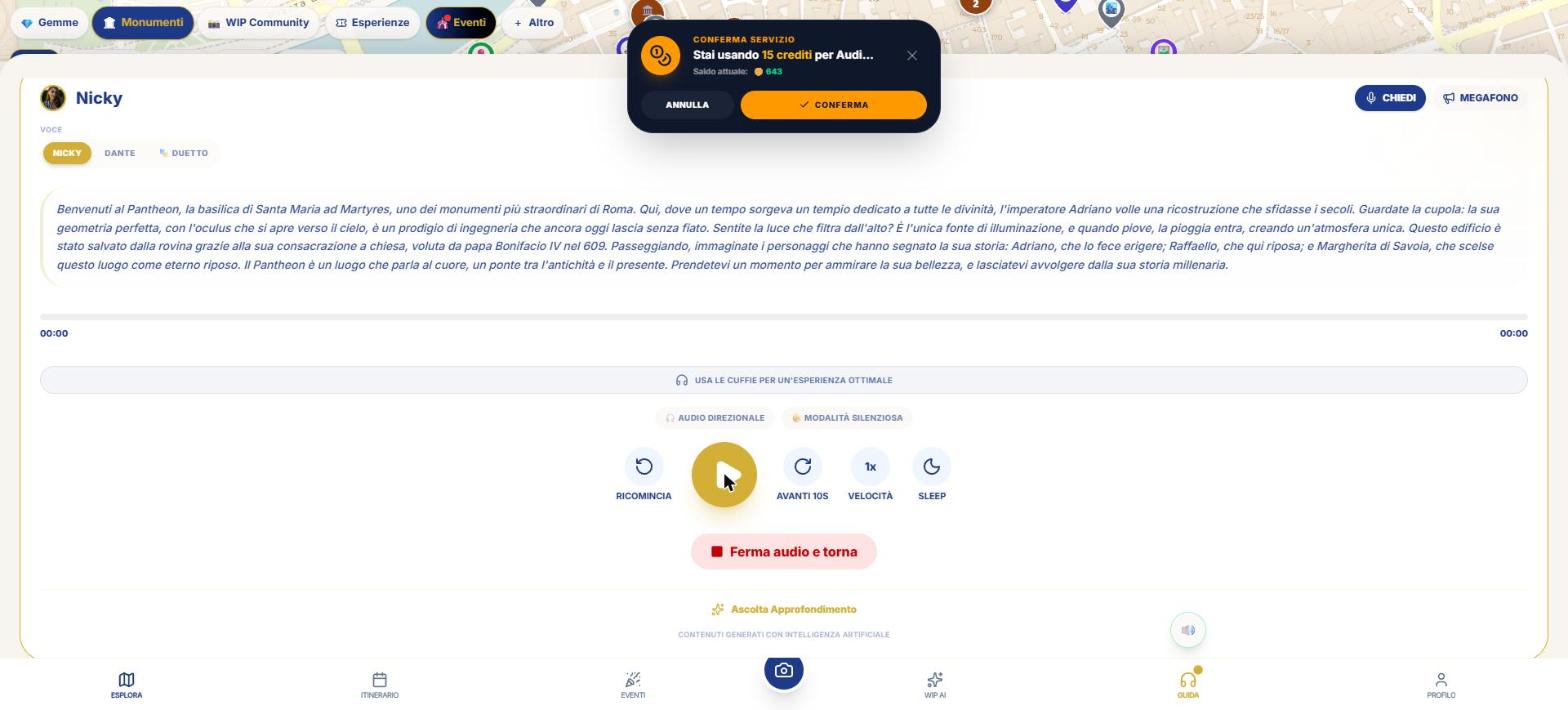 Gemme
Monumenti
WIP Community
Esperienze
Eventi
+ Altro
2
CONFERMA SERVIZIO
Stai usando 15 crediti per Audi...
Saldo attuale: 643
ANNULLA
CONFERMA
Nicky
CHIEDI
MEGAFONO
VOCE
NICKY
DANTE
DUETTO
Benvenuti al Pantheon, la basilica di Santa Maria ad Martyres, uno dei monumenti più straordinari di Roma. Qui, dove un tempo sorgeva un tempio dedicato a tutte le divinità, l'imperatore Adriano volle una ricostruzione che sfidasse i secoli. Guardate la cupola: la sua
geometria perfetta, con l'oculus che si apre verso il cielo, è un prodigio di ingegneria che ancora oggi lascia senza fiato. Sentite la luce che filtra dall'alto? È l'unica fonte di illuminazione, e quando piove, la pioggia entra, creando un'atmosfera unica. Questo edificio è
stato salvato dalla rovina grazie alla sua consacrazione a chiesa, voluta da papa Bonifacio IV nel 609. Passeggiando, immaginate i personaggi che hanno segnato la sua storia: Adriano, che lo fece erigere; Raffaello, che qui riposa; e Margherita di Savoia, che scelse
questo luogo come eterno riposo. Il Pantheon è un luogo che parla al cuore, un ponte tra l'antichità e il presente. Prendetevi un momento per ammirare la sua bellezza, e lasciatevi avvolgere dalla sua storia millenaria.
00:00
00:00
USA LE CUFFIE PER UN'ESPERIENZA OTTIMALE
AUDIO DIREZIONALE
MODALITÀ SILENZIOSA
1x
RICOMINCIA
AVANTI 10S
VELOCITÀ
SLEEP
Ferma audio e torna
Ascolta Approfondimento
CONTENUTI GENERATI CON INTELLIGENZA ARTIFICIALE
ESPLORA
ITINERARIO
EVENTI
WIP AI
GUIDA
PROFILO